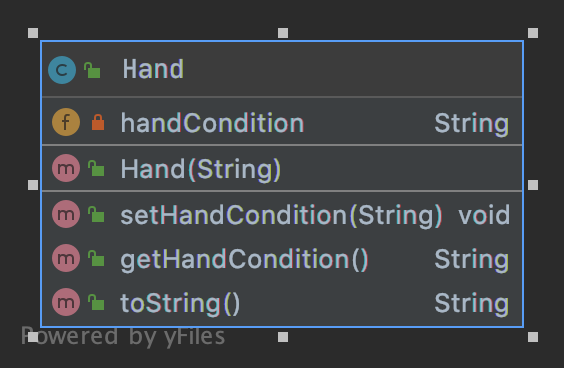 C Hand
f handCondition String
m Hand(String)
m setHandCondition(String) void
m getHandCondition() String
m toString() String
Powered by yFiles